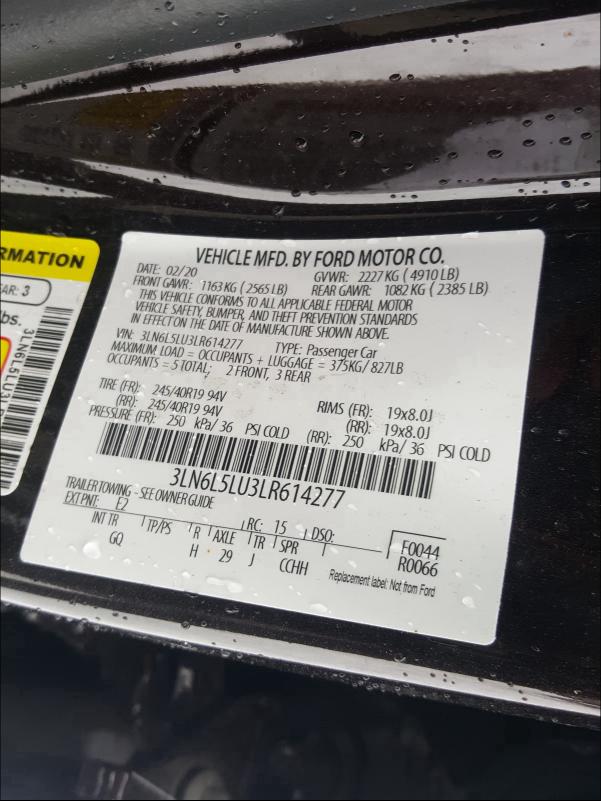 VEHICLE MFD. BY FORD MOTOR CO.
DATE: 02/20 GVWR: 2227 KG ( 4910 LB)
FRONT GAWR: 1163 KG ( 2565 LB) REAR GAWR: 1082 KG ( 2385 LB)
THIS VEHICLE CONFORMS TO ALL APPLICABLE FEDERAL MOTOR
VEHICLE SAFETY, BUMPER, AND THEFT PREVENTION STANDARDS
IN EFFECT ON THE DATE OF MANUFACTURE SHOWN ABOVE.
VIN: 3LN6L5LU3LR614277 TYPE: Passenger Car
MAXIMUM LOAD = OCCUPANTS + LUGGAGE = 375KG/ 827LB
OCCUPANTS = 5 TOTAL; 2 FRONT, 3 REAR
TIRE (FR): 245/40R19 94V RIMS (FR): 19x8.0J
(RR): 245/40R19 94V (RR): 19x8.0J
PRESSURE (FR): 250 kPa/ 36 PSI COLD (RR): 250 kPa/ 36 PSI COLD
3LN6L5LU3LR614277
TRAILER TOWING - SEE OWNER GUIDE
EXT PNT: E2 RC: 15 DSO: F0044
INT TR TP/PS R AXLE TR SPR R0066
GQ H 29 J CCHH
Replacement label: Not from Ford
ORMATION
AR: 3
lbs.
3LN6L5LU3L